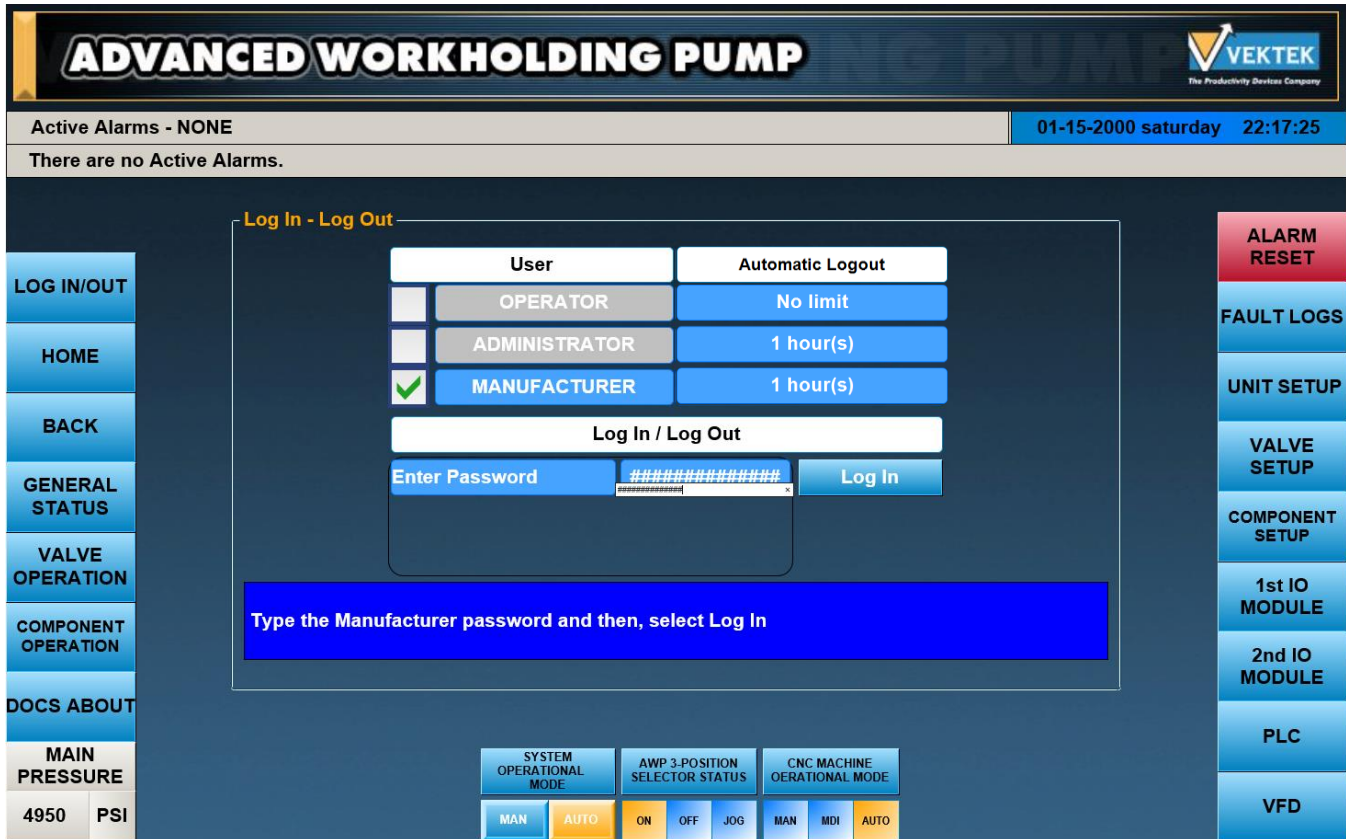 ADVANCED WORKHOLDING PUMP
VEKTEK
The Productivity Devices Company
Active Alarms - NONE
01-15-2000 saturday 22:17:25
There are no Active Alarms.
LOG IN/OUT
HOME
BACK
GENERAL
STATUS
VALVE
OPERATION
COMPONENT
OPERATION
DOCS ABOUT
MAIN
PRESSURE
4950 PSI
Log In - Log Out
User Automatic Logout
OPERATOR No limit
ADMINISTRATOR 1 hour(s)
MANUFACTURER 1 hour(s)
Log In / Log Out
Enter Password ############## Log In
############## ×
Type the Manufacturer password and then, select Log In
SYSTEM
OPERATIONAL
MODE
MAN AUTO
AWP 3-POSITION
SELECTOR STATUS
ON OFF JOG
CNC MACHINE
OERATIONAL MODE
MAN MDI AUTO
ALARM
RESET
FAULT LOGS
UNIT SETUP
VALVE
SETUP
COMPONENT
SETUP
1st IO
MODULE
2nd IO
MODULE
PLC
VFD